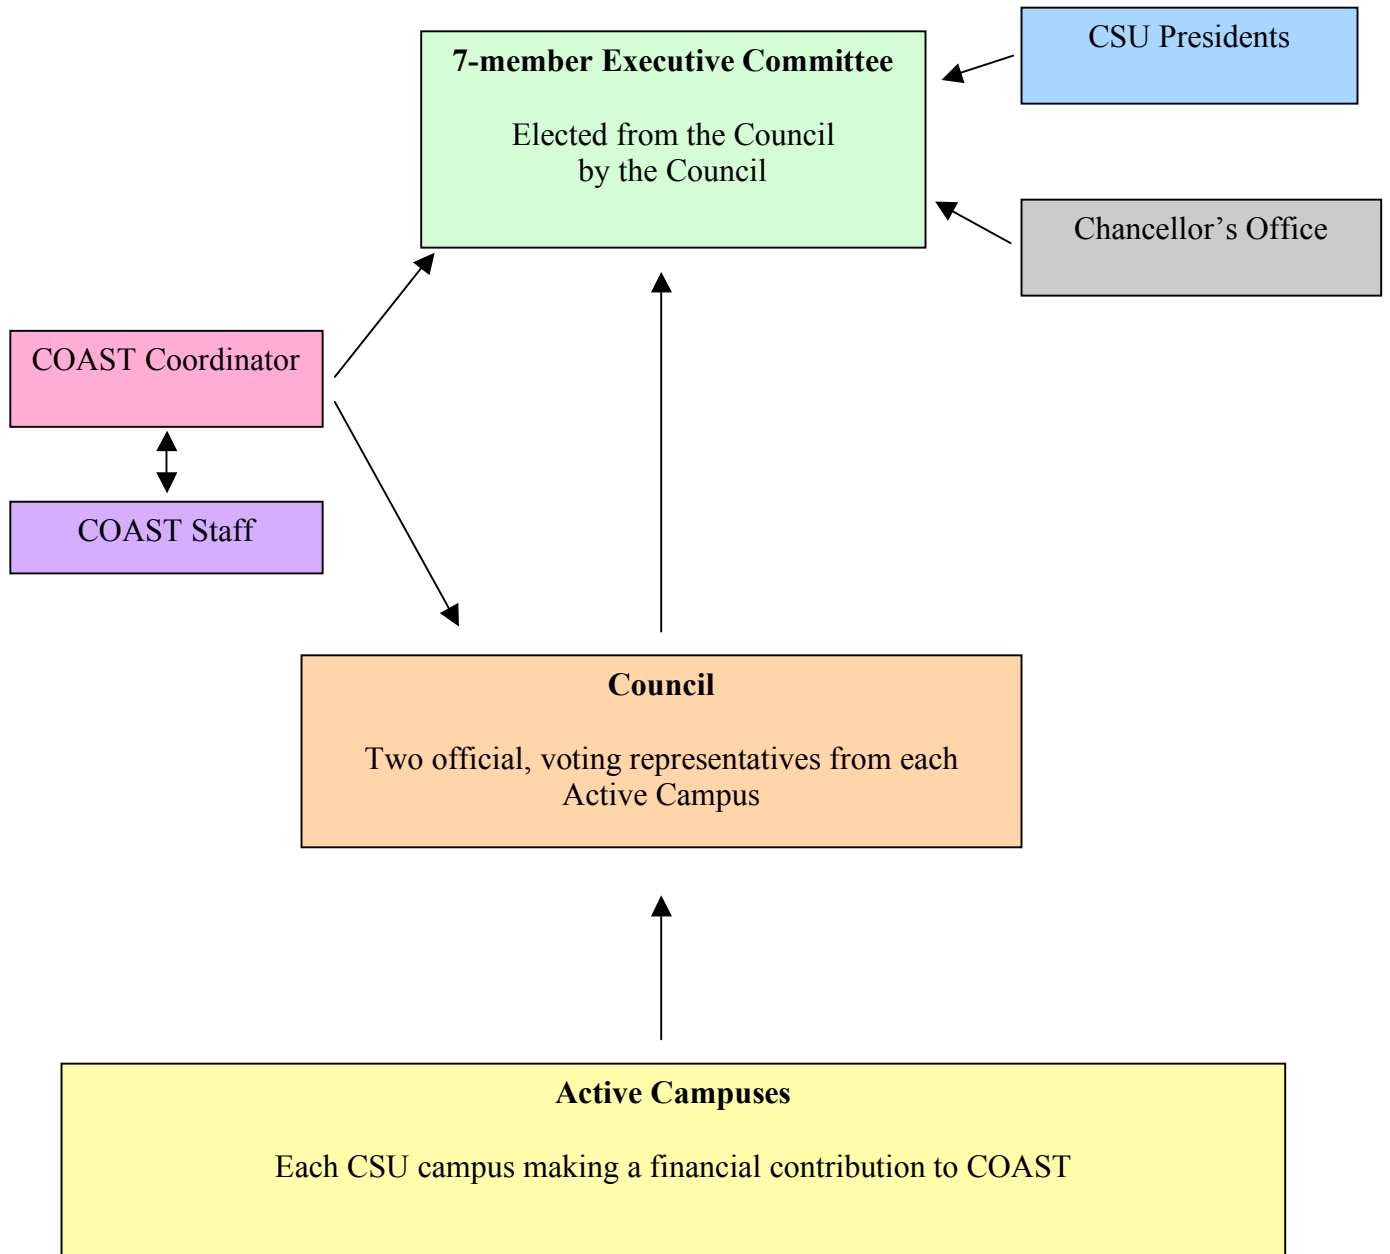 CSU Presidents
7-member Executive Committee
Elected from the Council
by the Council
Chancellor’s Office
COAST Coordinator
COAST Staff
Council
Two official, voting representatives from each
Active Campus
Active Campuses
Each CSU campus making a financial contribution to COAST